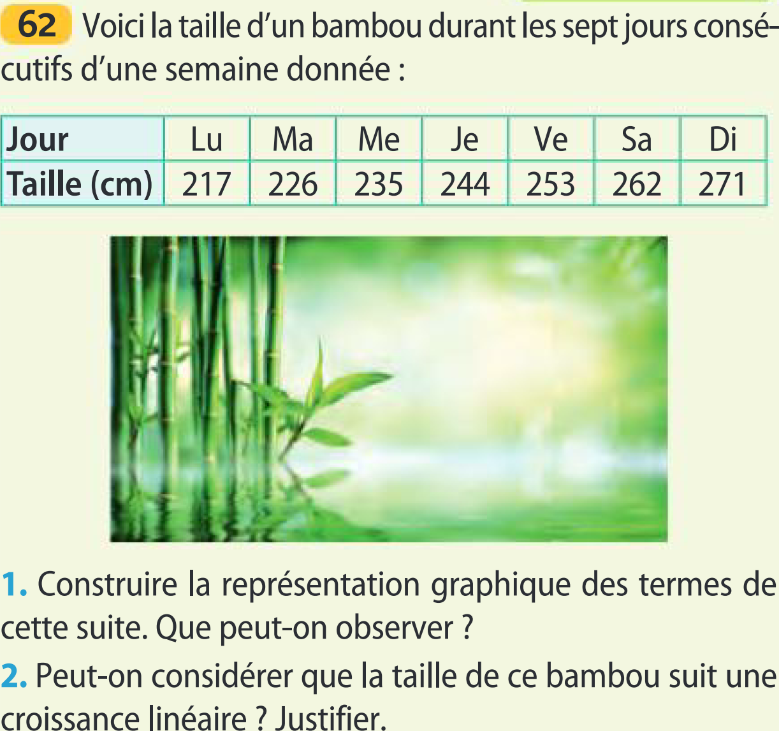 62 Voici la taille d'un bambou durant les sept jours consé-
cutifs d'une semaine donnée :
Jour Lu Ma Me Je Ve Sa Di
Taille (cm) 217 226 235 244 253 262 271
1. Construire la représentation graphique des termes de
cette suite. Que peut-on observer ?
2. Peut-on considérer que la taille de ce bambou suit une
croissance linéaire ? Justifier.